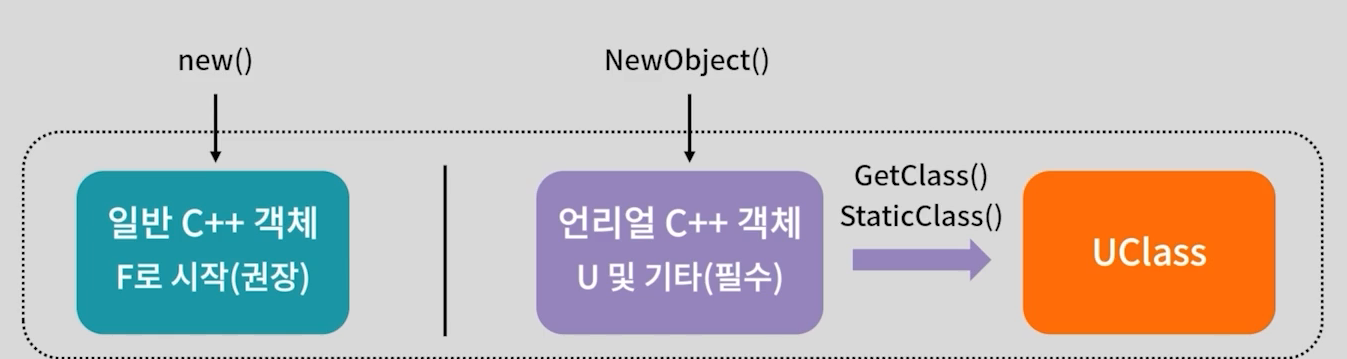 new()
NewObject()
일반 C++ 객체
F로 시작(권장)
언리얼 C++ 객체
U 및 기타(필수)
GetClass()
StaticClass()
UClass